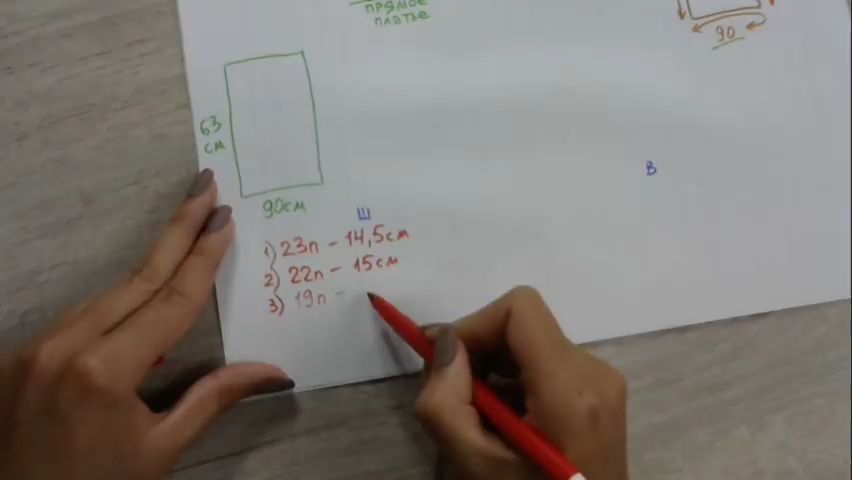 прямое
платье
90
63
см
90см
В
Ш
1) 23п - 14,5см
2) 22п - 15см
3) 19п -